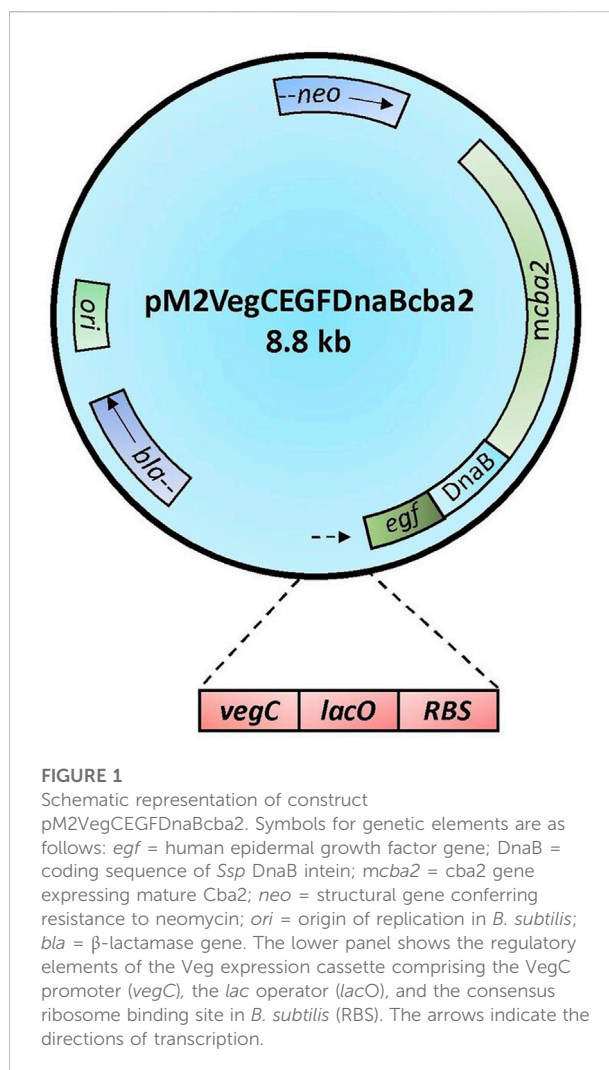 --neo
mcba2
pM2VegCEGFDnaBcba2
8.8 kb
ori
bla--
egf
DnaB
vegC
lacO
RBS
FIGURE 1
Schematic representation of construct
pM2VegCEGFDnaBcba2. Symbols for genetic elements are as
follows: egf = human epidermal growth factor gene; DnaB =
coding sequence of Ssp DnaB intein; mcba2 = cba2 gene
expressing mature Cba2; neo = structural gene conferring
resistance to neomycin; ori = origin of replication in B. subtilis;
bla = β-lactamase gene. The lower panel shows the regulatory
elements of the Veg expression cassette comprising the VegC
promoter (vegC), the lac operator (lacO), and the consensus
ribosome binding site in B. subtilis (RBS). The arrows indicate the
directions of transcription.